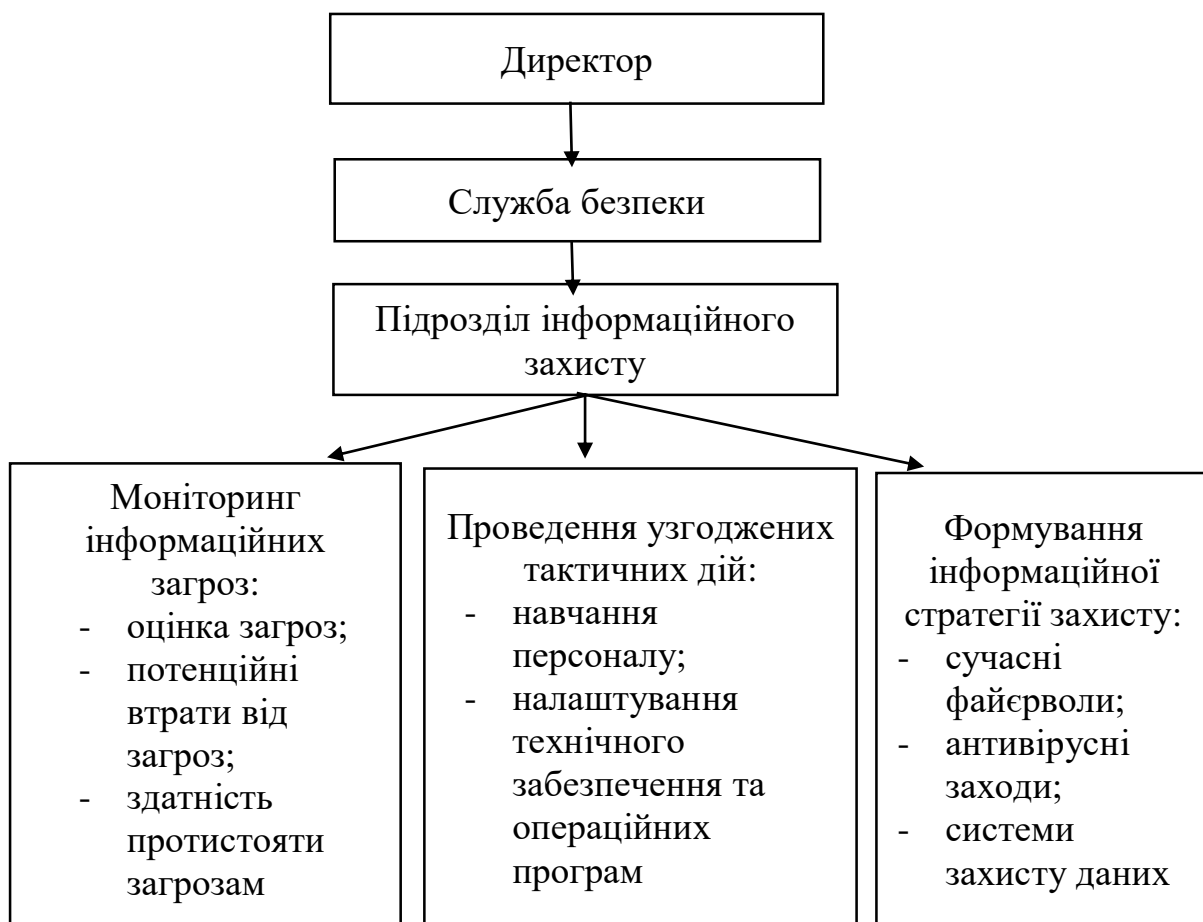 Директор
Служба безпеки
Підрозділ інформаційного
захисту
Моніторинг
інформаційних
загроз:
- оцінка загроз;
- потенційні
втрати від
загроз;
- здатність
протистояти
загрозам
Проведення узгоджених
тактичних дій:
- навчання
персоналу;
- налаштування
технічного
забезпечення та
операційних
програм
Формування
інформаційної
стратегії захисту:
- сучасні
файєрволи;
- антивірусні
заходи;
- системи
захисту даних